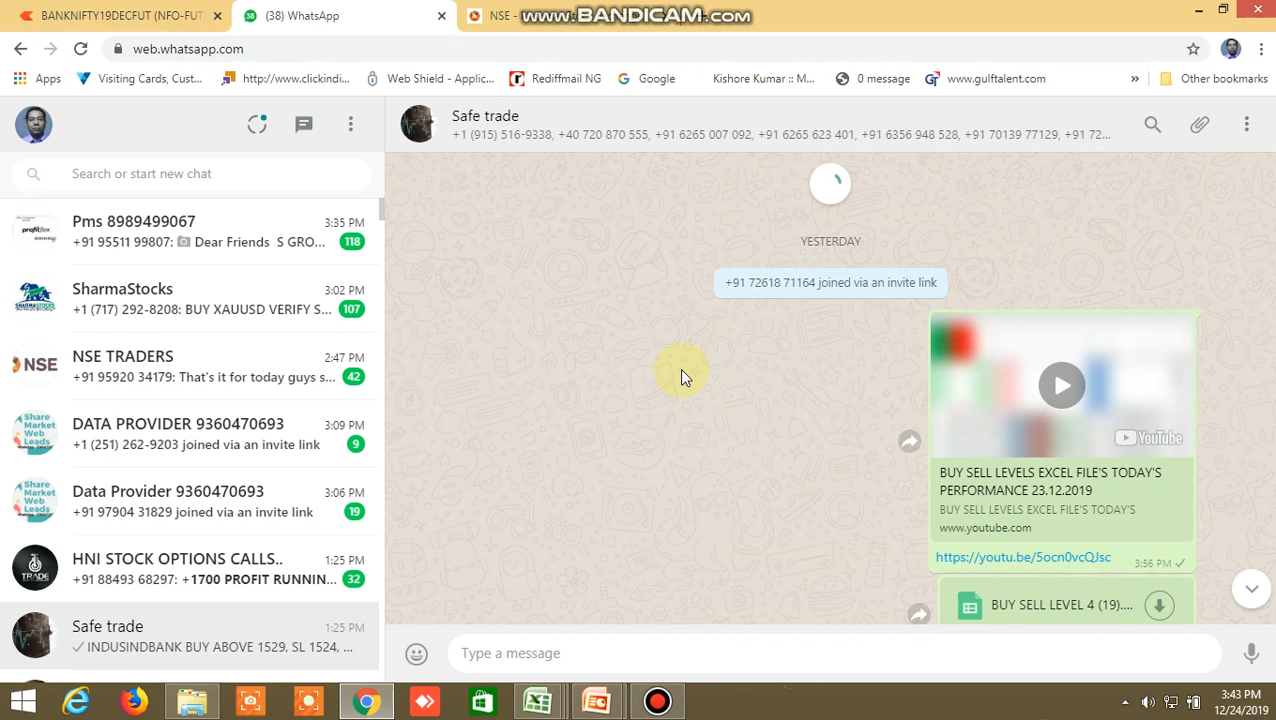 BANKNIFTY19DECFUT (NFO-FUT
(38) WhatsApp
NSE -
www.BANDICAM.com
web.whatsapp.com
Apps
Visiting Cards, Cust...
http://www.clickindi...
Web Shield - Applic...
Rediffmail NG
Google
Kishore Kumar :: M...
0 message
www.gulftalent.com
»
Other bookmarks
Safe trade
+1 (915) 516-9338, +40 720 870 555, +91 6265 007 092, +91 6265 623 401, +91 6356 948 528, +91 70139 77129, +91 72...
Search or start new chat
Pms 8989499067
3:35 PM
+91 95511 99807: Dear Friends S GRO...
118
SharmaStocks
3:02 PM
+1 (717) 292-8208: BUY XAUUSD VERIFY S...
107
NSE
NSE TRADERS
2:47 PM
+91 95920 34179: That's it for today guys s...
42
Share
Market
Web
Leads
DATA PROVIDER 9360470693
3:09 PM
+1 (251) 262-9203 joined via an invite link
9
Share
Market
Web
Leads
Data Provider 9360470693
3:06 PM
+91 97904 31829 joined via an invite link
19
TRADE
HNI STOCK OPTIONS CALLS..
1:25 PM
+91 88493 68297: +1700 PROFIT RUNNIN...
32
Safe trade
1:25 PM
INDUSINDBANK BUY ABOVE 1529, SL 1524, ...
YESTERDAY
+91 72618 71164 joined via an invite link
YouTube
BUY SELL LEVELS EXCEL FILE'S TODAY'S
PERFORMANCE 23.12.2019
BUY SELL LEVELS EXCEL FILE'S TODAY'S
www.youtube.com
https://youtu.be/5ocn0vcQJsc
3:56 PM
BUY SELL LEVEL 4 (19)....
Type a message
3:43 PM
12/24/2019